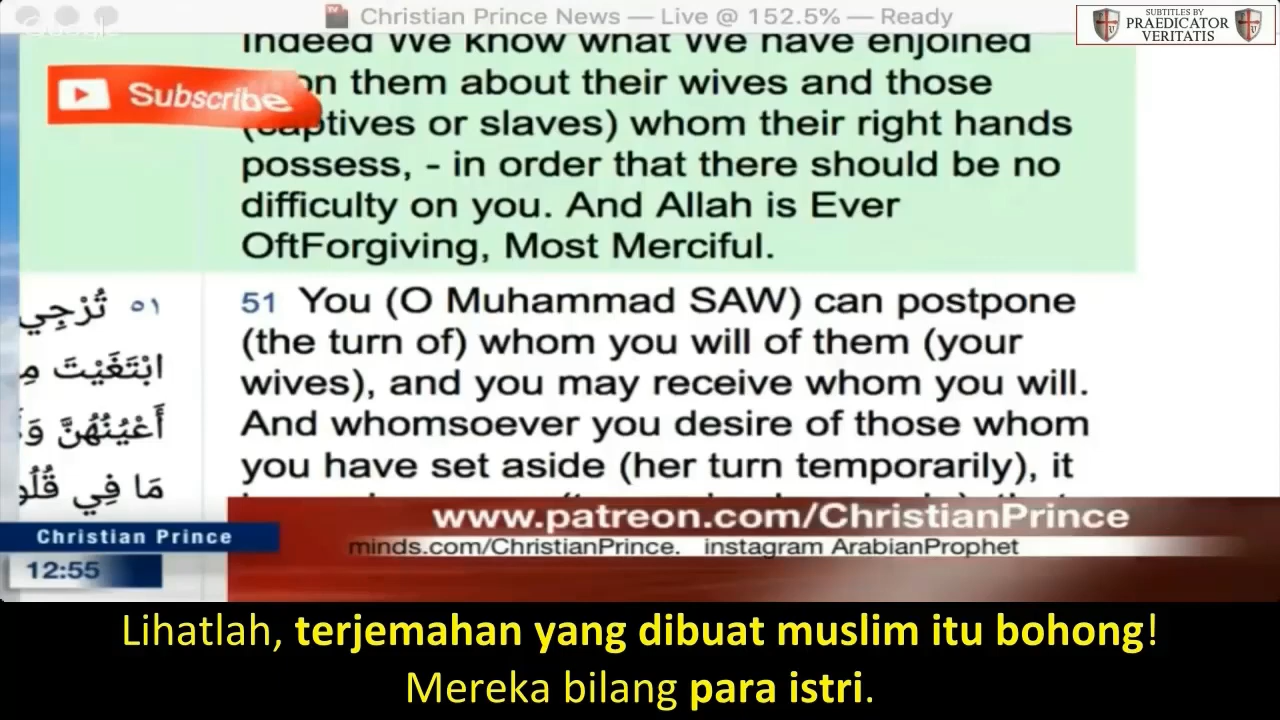 Christian Prince News — Live @ 152.5% — Ready
Google
SUBTITLES BY
PRAEDICATOR
VERITATIS
Indeed We know what We have enjoined
on them about their wives and those
Subscribe
(captives or slaves) whom their right hands
possess, - in order that there should be no
difficulty on you. And Allah is Ever
OftForgiving, Most Merciful.
٥١ تُرْجِي
ابْتَغَيْتَ
أَعْيُنُهُنَّ
مَا فِي
51 You (O Muhammad SAW) can postpone
(the turn of) whom you will of them (your
wives), and you may receive whom you will.
And whomsoever you desire of those whom
you have set aside (her turn temporarily), it
www.patreon.com/ChristianPrince
minds.com/ChristianPrince. instagram ArabianProphet
Christian Prince
12:55
Lihatlah, terjemahan yang dibuat muslim itu bohong!
Mereka bilang para istri.